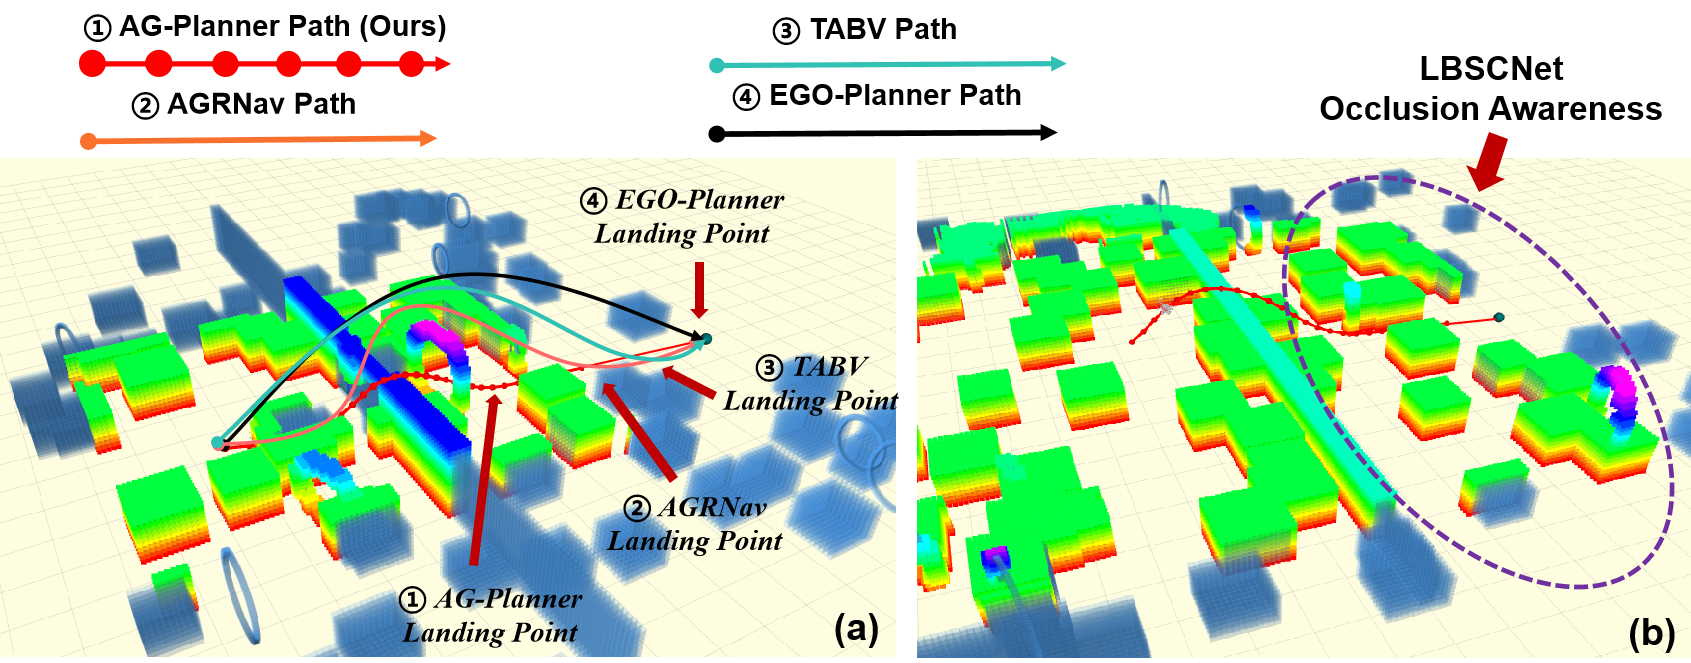 ① AG-Planner Path (Ours)
② AGRNav Path
③ TABV Path
④ EGO-Planner Path
LBSCNet
Occlusion Awareness
④ EGO-Planner
Landing Point
③ TABV
Landing Point
② AGRNav
Landing Point
① AG-Planner
Landing Point
(a)
(b)